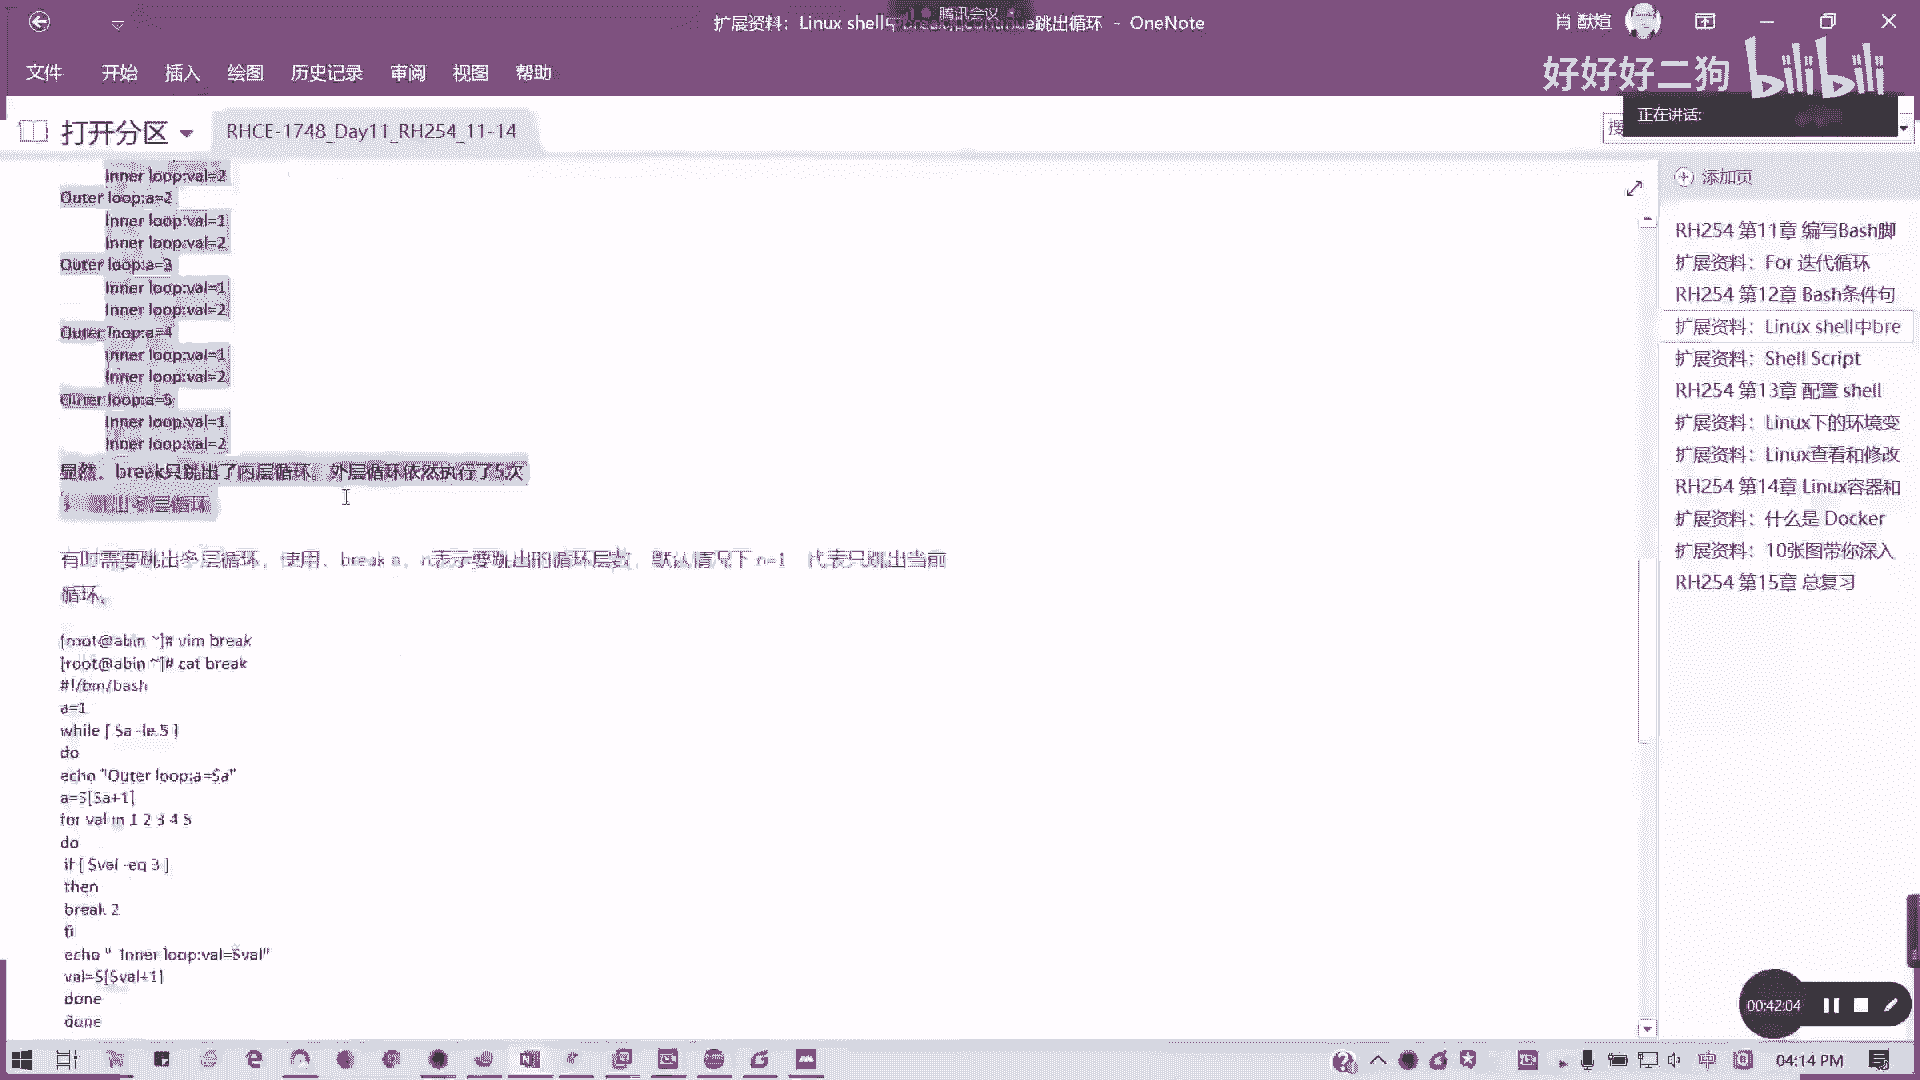 腾讯会议
扩展资料：Linux shell中break和continue跳出循环 - OneNote
肖 猷煊
文件 开始 插入 绘图 历史记录 审阅 视图 帮助
好好好二狗 bilibili
正在讲话:
打开分区
RHCE-1748_Day11_RH254_11-14
搜
Inner loop:val=2
Outer loop:a=2
Inner loop:val=1
Inner loop:val=2
Outer loop:a=3
Inner loop:val=1
Inner loop:val=2
Outer loop:a=4
Inner loop:val=1
Inner loop:val=2
Outer loop:a=5
Inner loop:val=1
Inner loop:val=2
显然，break只跳出了内层循环，外层循环依然执行了5次
跳出多层循环
有时需要跳出多层循环，使用，break n，n表示要跳出的循环层数，默认情况下 n=1 代表只跳出当前
循环。
[root@abin ~]# vim break
[root@abin ~]# cat break
#!/bin/bash
a=1
while [ $a -le 5 ]
do
echo "Outer loop:a=$a"
a=$[$a+1]
for val in 1 2 3 4 5
do
if [ $val -eq 3 ]
then
break 2
fi
echo " Inner loop:val=$val"
val=$[$val+1]
done
done
添加页
RH254 第11章 编写Bash脚
扩展资料：For 迭代循环
RH254 第12章 Bash条件句
扩展资料：Linux shell中bre
扩展资料：Shell Script
RH254 第13章 配置 shell
扩展资料：Linux下的环境变
扩展资料：Linux查看和修改
RH254 第14章 Linux容器和
扩展资料：什么是 Docker
扩展资料：10张图带你深入
RH254 第15章 总复习
00:42:04
中
04:14 PM